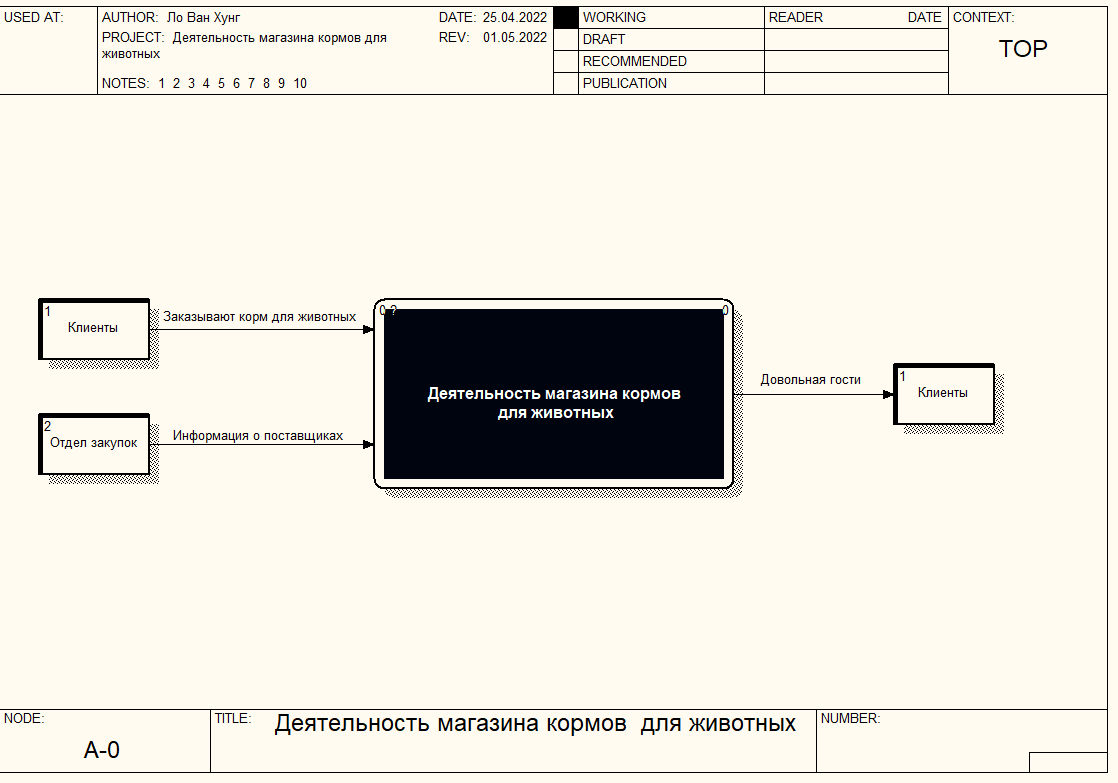 USED AT:
AUTHOR: Ло Ван Хунг
DATE: 25.04.2022
PROJECT: Деятельность магазина кормов для
животных
REV: 01.05.2022
NOTES: 1 2 3 4 5 6 7 8 9 10
WORKING
DRAFT
RECOMMENDED
PUBLICATION
READER
DATE
CONTEXT:
TOP
1
Клиенты
Заказывают корм для животных
2
Отдел закупок
Информация о поставщиках
0 ?
0
Деятельность магазина кормов
для животных
Довольная гости
1
Клиенты
NODE:
A-0
TITLE:
Деятельность магазина кормов для животных
NUMBER: